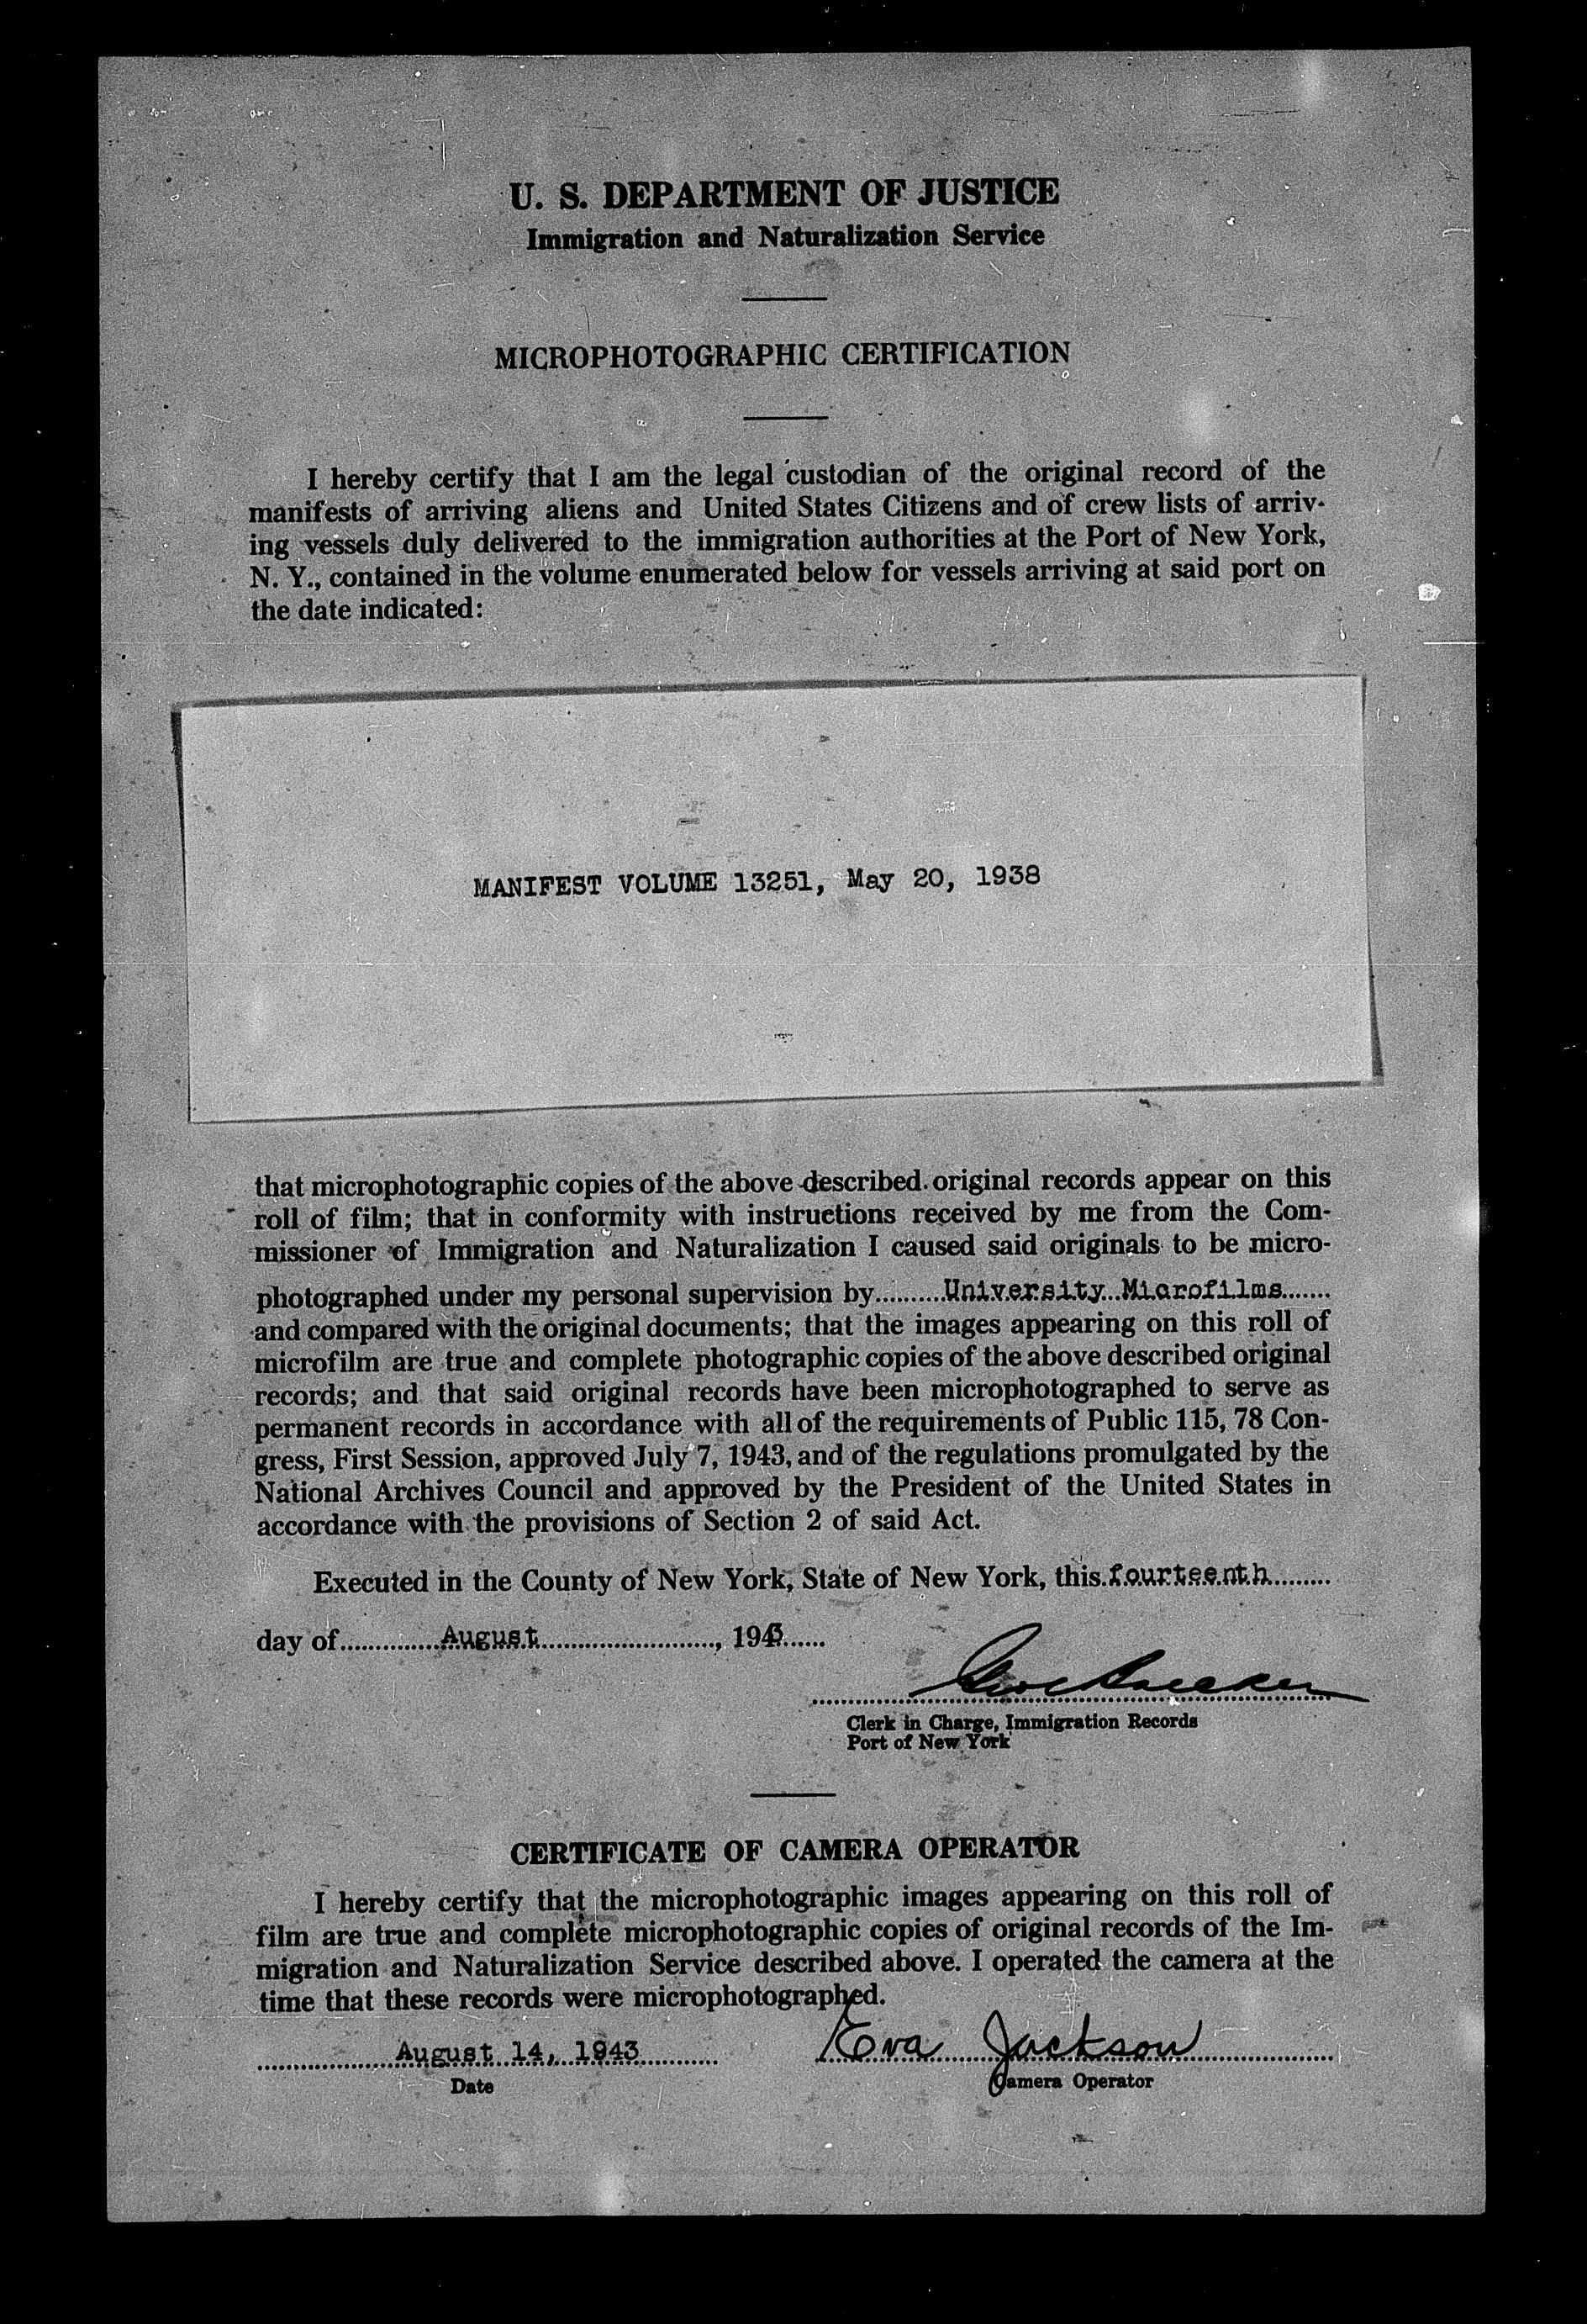 U. S. DEPARTMENT OF JUSTICE
Immigration and Naturalization Service
MICROPHOTOGRAPHIC CERTIFICATION
I hereby certify that I am the legal custodian of the original record of the
manifests of arriving aliens and United States Citizens and of crew lists of arriv-
ing vessels duly delivered to the immigration authorities at the Port of New York,
N. Y., contained in the volume enumerated below for vessels arriving at said port on
the date indicated:
MANIFEST VOLUME 13251, May 20, 1938
that microphotographic copies of the above described original records appear on this
roll of film; that in conformity with instructions received by me from the Com-
missioner of Immigration and Naturalization I caused said originals to be micro-
photographed under my personal supervision by University Microfilms
and compared with the original documents; that the images appearing on this roll of
microfilm are true and complete photographic copies of the above described original
records; and that said original records have been microphotographed to serve as
permanent records in accordance with all of the requirements of Public 115, 78 Con-
gress, First Session, approved July 7, 1943, and of the regulations promulgated by the
National Archives Council and approved by the President of the United States in
accordance with the provisions of Section 2 of said Act.
Executed in the County of New York, State of New York, this fourteenth
day of August, 1943
Clerk in Charge, Immigration Records
Port of New York
CERTIFICATE OF CAMERA OPERATOR
I hereby certify that the microphotographic images appearing on this roll of
film are true and complete microphotographic copies of original records of the Im-
migration and Naturalization Service described above. I operated the camera at the
time that these records were microphotographed.
August 14, 1943 Eva Jackson
Date Camera Operator